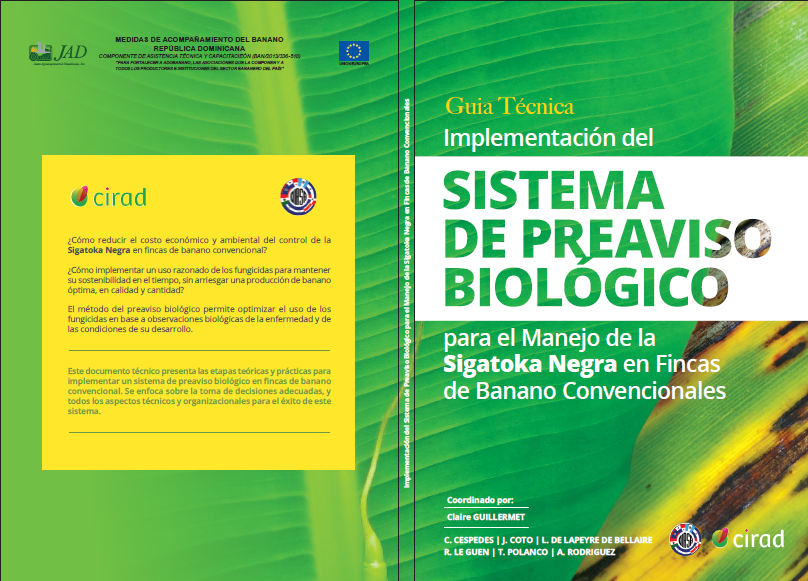 JAD
MEDIDAS DE ACOMPAÑAMIENTO DEL BANANO
REPÚBLICA DOMINICANA
COMPONENTE DE ASISTENCIA TÉCNICA Y CAPACITACIÓN (BAN/2013/336-510)
"PARA FORTALECER A ADOBANANO, LAS ASOCIACIONES QUE LA COMPONEN Y A
TODOS LOS PRODUCTORES E INSTITUCIONES DEL SECTOR BANANERO DEL PAÍS"
UNION EUROPEA
cirad
¿Cómo reducir el costo económico y ambiental del control de la
Sigatoka Negra en fincas de banano convencional?
¿Cómo implementar un uso razonado de los fungicidas para mantener
su sostenibilidad en el tiempo, sin arriesgar una producción de banano
óptima, en calidad y cantidad?
El método del preaviso biológico permite optimizar el uso de los
fungicidas en base a observaciones biológicas de la enfermedad y de
las condiciones de su desarrollo.
Este documento técnico presenta las etapas teóricas y prácticas para
implementar un sistema de preaviso biológico en fincas de banano
convencional. Se enfoca sobre la toma de decisiones adecuadas, y
todos los aspectos técnicos y organizacionales para el éxito de este
sistema.
Implementación del Sistema de Preaviso Biológico para el Manejo de la Sigatoka Negra en Fincas de Banano Convencionales
Guia Técnica
Implementación del
SISTEMA
DE PREAVISO
BIOLÓGICO
para el Manejo de la
Sigatoka Negra en Fincas
de Banano Convencionales
Coordinado por:
Claire GUILLERMET
C. CESPEDES | J. COTO | L. DE LAPEYRE DE BELLAIRE
R. LE GUEN | T. POLANCO | A. RODRIGUEZ
cirad